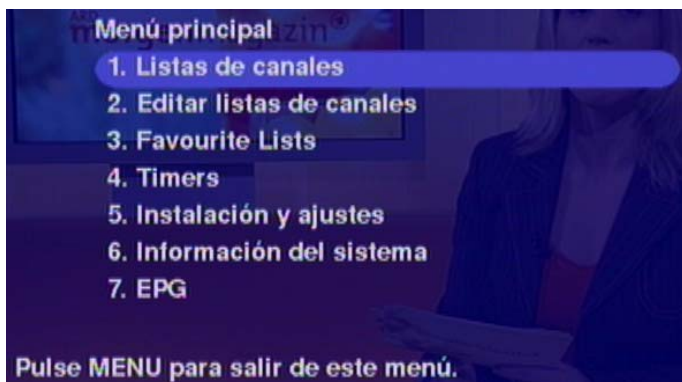 Menú principal
1. Listas de canales
2. Editar listas de canales
3. Favourite Lists
4. Timers
5. Instalación y ajustes
6. Información del sistema
7. EPG
Pulse MENU para salir de este menú.